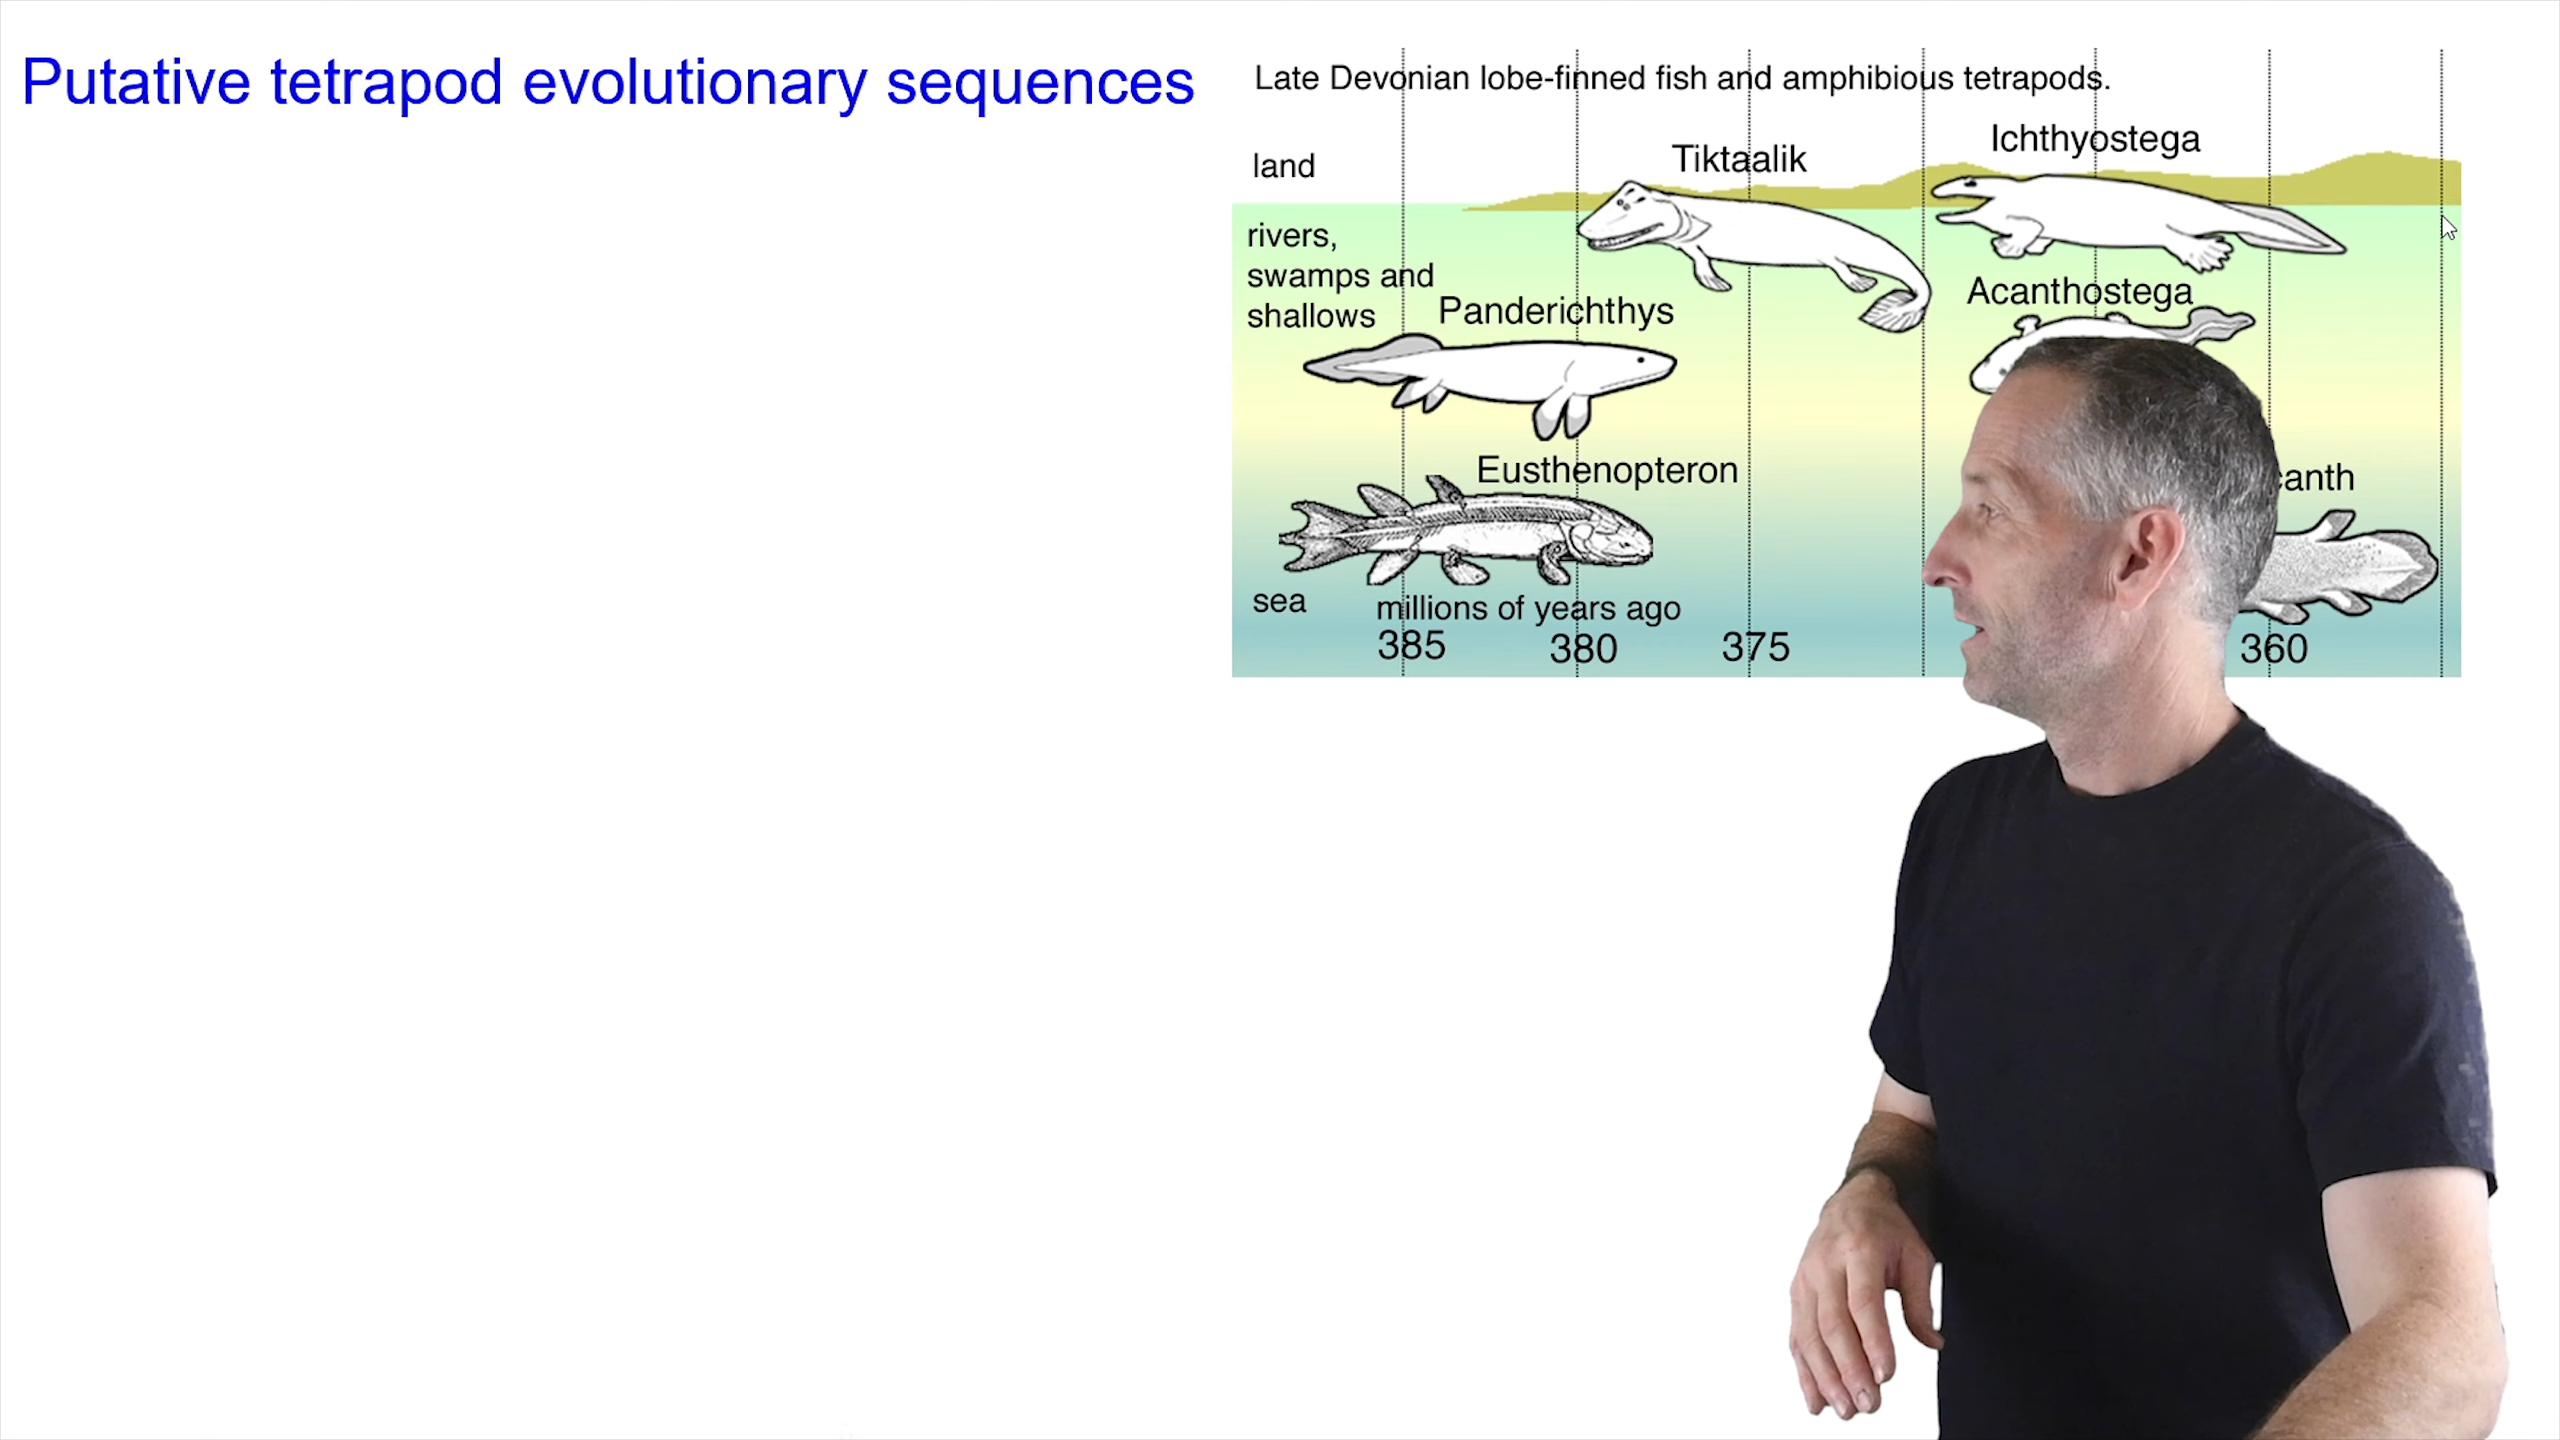 Putative tetrapod evolutionary sequences
Late Devonian lobe-finned fish and amphibious tetrapods.
land
Tiktaalik
Ichthyostega
rivers,
swamps and
shallows
Panderichthys
Acanthostega
Eusthenopteron
sea
millions of years ago
385 380 375 360